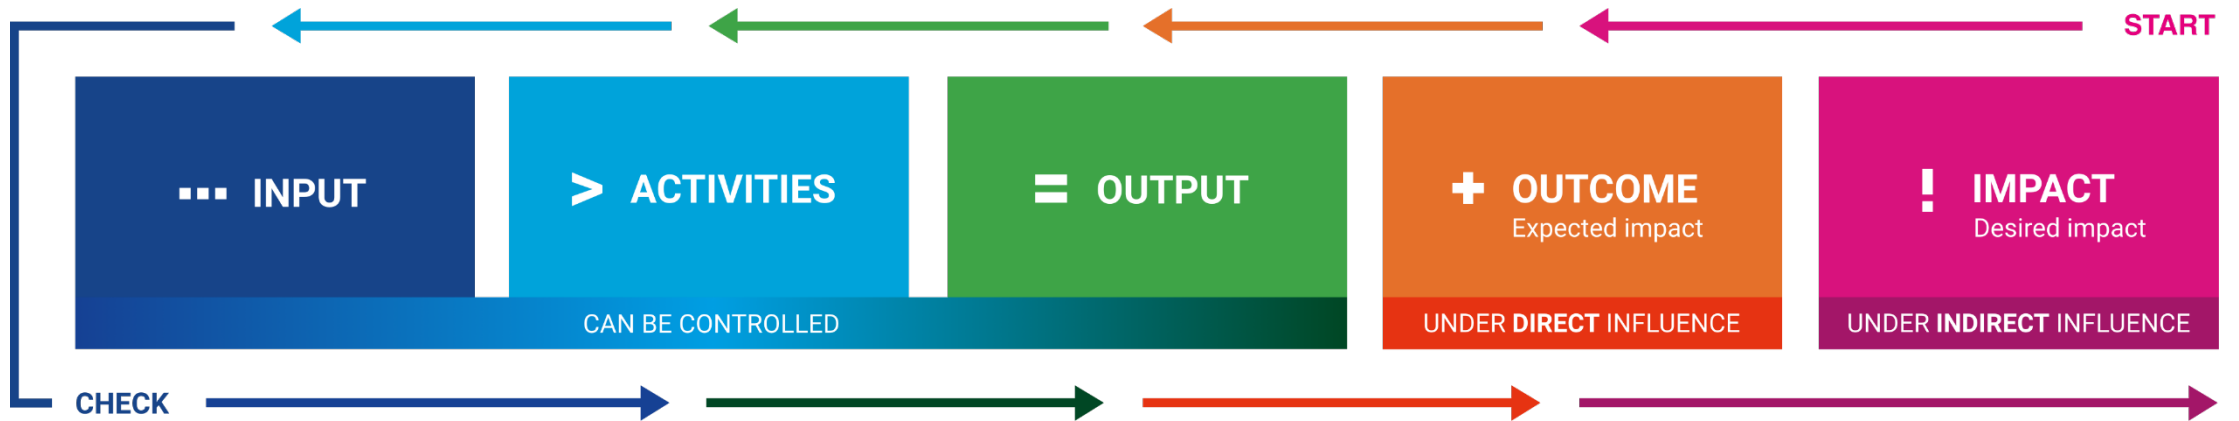 START
INPUT
> ACTIVITIES
= OUTPUT
+ OUTCOME
Expected impact
! IMPACT
Desired impact
CAN BE CONTROLLED
UNDER DIRECT INFLUENCE
UNDER INDIRECT INFLUENCE
CHECK